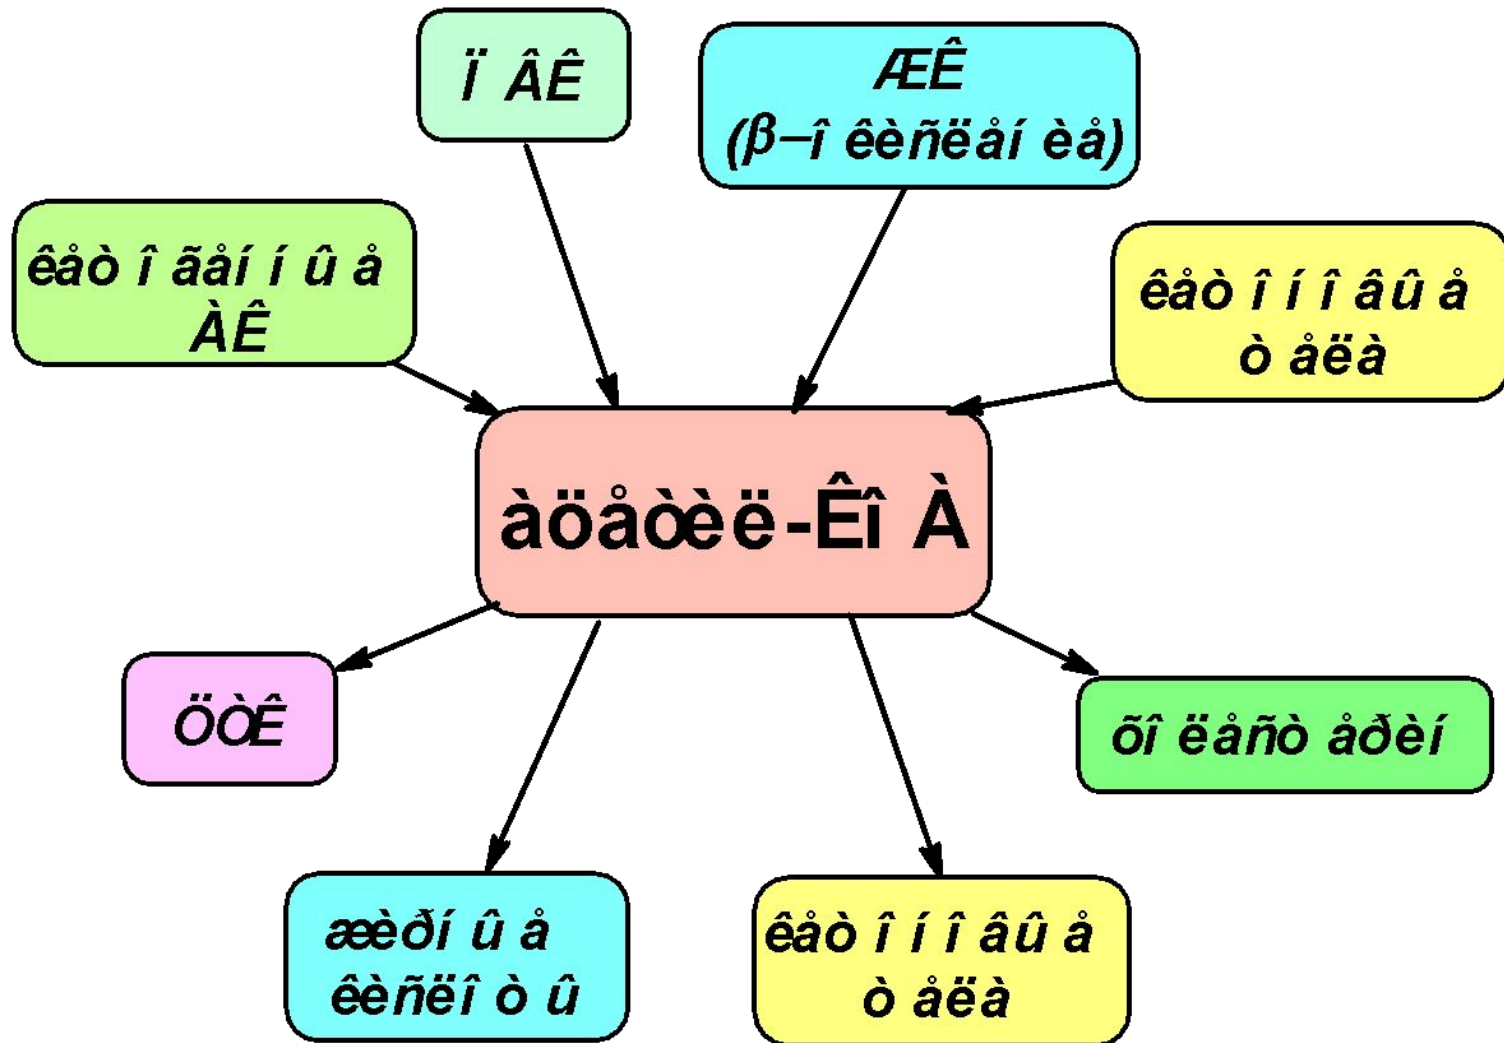 Ï ÂÊ
ÆÊ
(β–î êèñëåí èå)
êåò î ãåí í û å
ÀÊ
êåò î í î âû å
ò åëà
àöåòèë-Êî À
ÖÒÊ
õî ëåñò åðèí
æèðí û å
êèñëî ò û
êåò î í î âû å
ò åëà